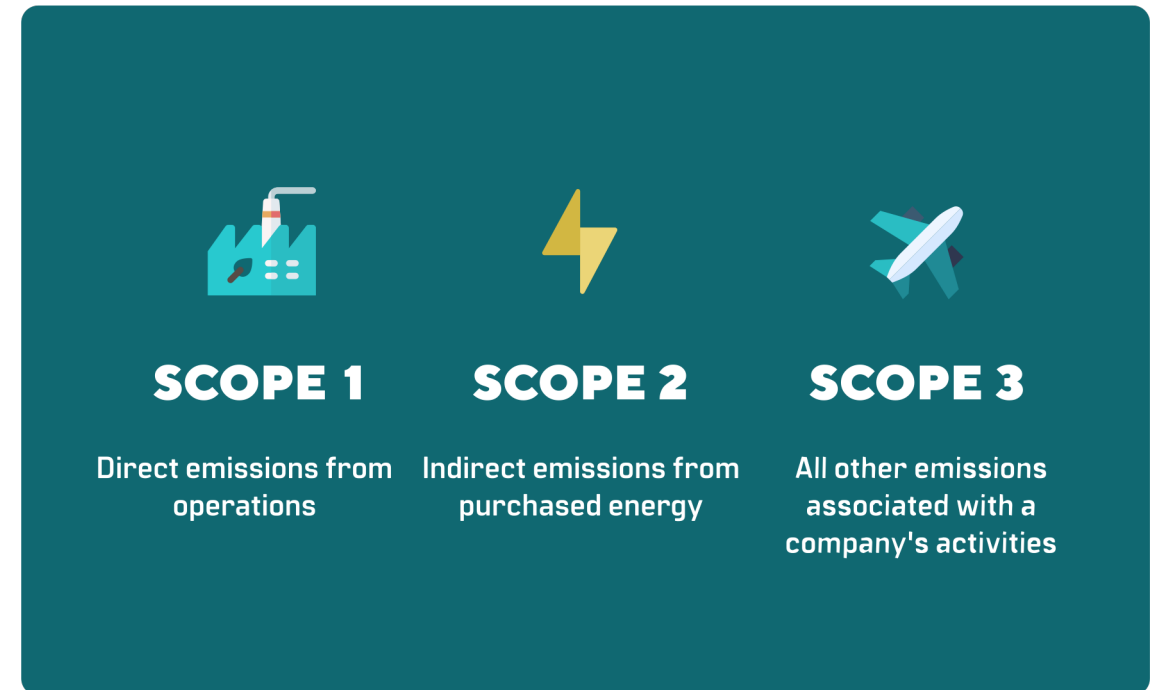 SCOPE 1
Direct emissions from
operations
SCOPE 2
Indirect emissions from
purchased energy
SCOPE 3
All other emissions
associated with a
company's activities